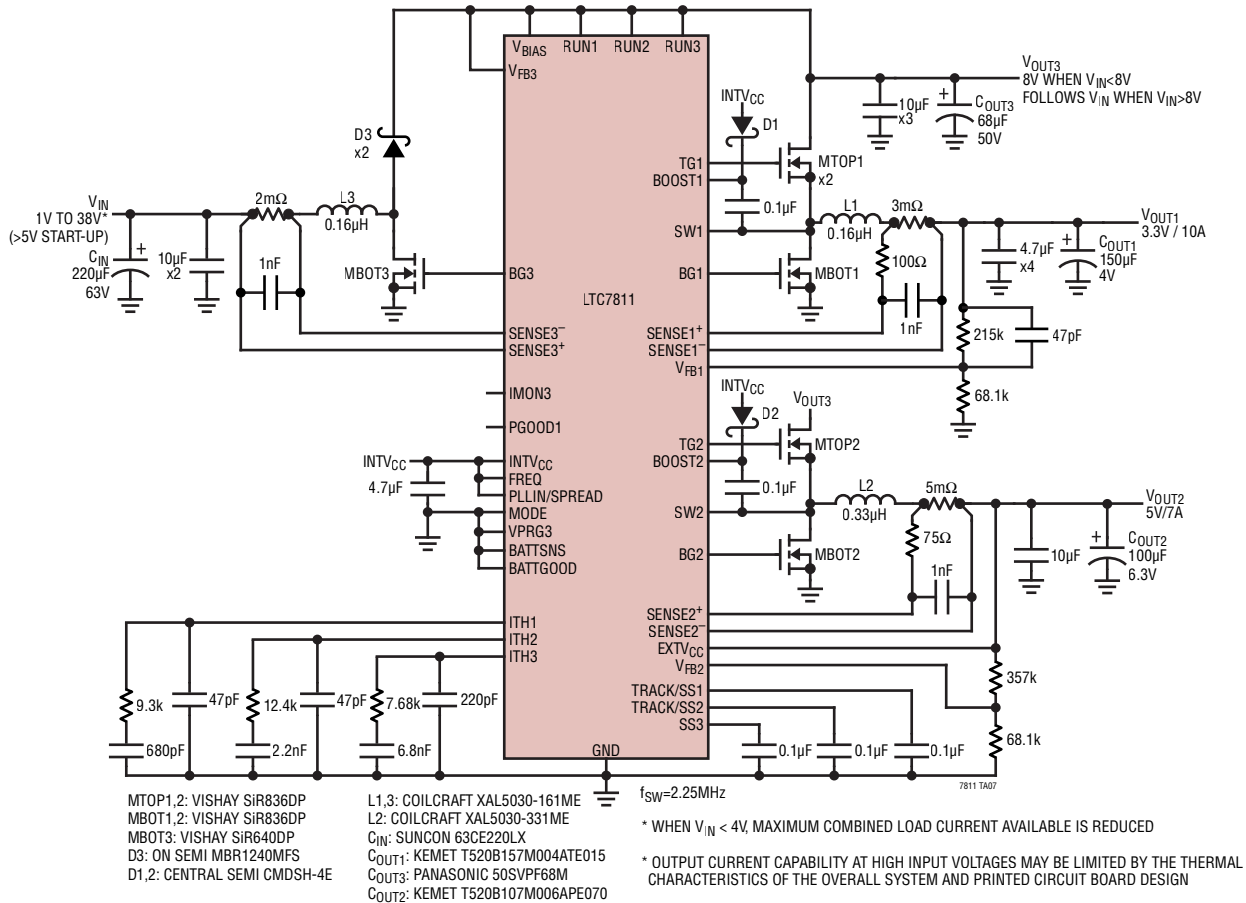 VBIAS RUN1 RUN2 RUN3
VFB3
VOUT3
8V WHEN VIN<8V
FOLLOWS VIN WHEN VIN>8V
10µF
x3
+
COUT3
68µF
50V
INTVCC
D1
D3
x2
TG1
BOOST1
MTOP1
x2
0.1µF
VIN
1V TO 38V*
(>5V START-UP)
2mΩ
L3
0.16µH
SW1
L1
0.16µH
3mΩ
VOUT1
3.3V / 10A
CIN
220µF
63V
+
10µF
x2
1nF
MBOT3
BG3
LTC7811
BG1
MBOT1
100Ω
1nF
4.7µF
x4
+
COUT1
150µF
4V
SENSE3–
SENSE3+
SENSE1+
SENSE1–
VFB1
215k
47pF
68.1k
IMON3
PGOOD1
INTVCC
D2
VOUT3
TG2
BOOST2
MTOP2
0.1µF
INTVCC
4.7µF
INTVCC
FREQ
PLLIN/SPREAD
MODE
VPRG3
BATTSNS
BATTGOOD
SW2
L2
0.33µH
5mΩ
VOUT2
5V/7A
BG2
MBOT2
75Ω
1nF
10µF
+
COUT2
100µF
6.3V
SENSE2+
SENSE2–
EXTVCC
VFB2
357k
68.1k
ITH1
ITH2
ITH3
9.3k
680pF
47pF
12.4k
2.2nF
47pF
7.68k
6.8nF
220pF
TRACK/SS1
TRACK/SS2
SS3
GND
0.1µF
0.1µF
0.1µF
7811 TA07
fSW=2.25MHz
MTOP1,2: VISHAY SiR836DP
MBOT1,2: VISHAY SiR836DP
MBOT3: VISHAY SiR640DP
D3: ON SEMI MBR1240MFS
D1,2: CENTRAL SEMI CMDSH-4E
L1,3: COILCRAFT XAL5030-161ME
L2: COILCRAFT XAL5030-331ME
CIN: SUNCON 63CE220LX
COUT1: KEMET T520B157M004ATE015
COUT3: PANASONIC 50SVPF68M
COUT2: KEMET T520B107M006APE070
* WHEN VIN < 4V, MAXIMUM COMBINED LOAD CURRENT AVAILABLE IS REDUCED
* OUTPUT CURRENT CAPABILITY AT HIGH INPUT VOLTAGES MAY BE LIMITED BY THE THERMAL
CHARACTERISTICS OF THE OVERALL SYSTEM AND PRINTED CIRCUIT BOARD DESIGN